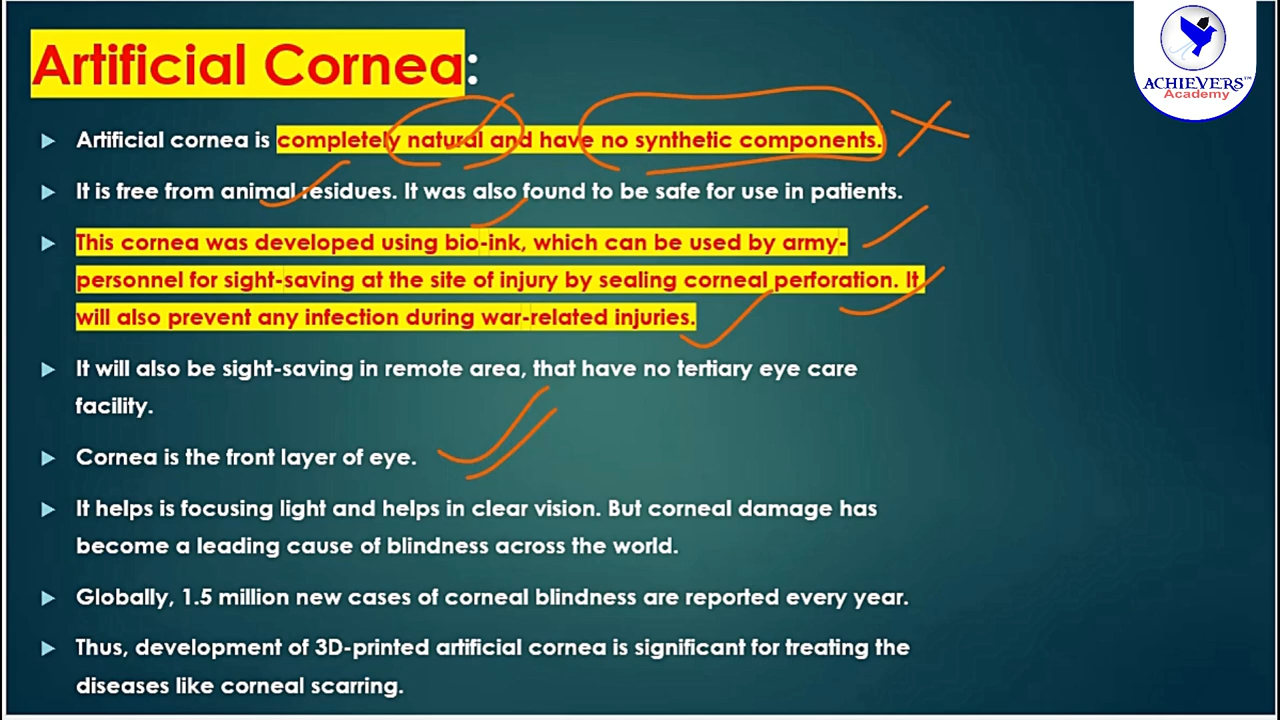 Artificial Cornea:
ACHIEVERS™
Academy
Artificial cornea is completely natural and have no synthetic components.
It is free from animal residues. It was also found to be safe for use in patients.
This cornea was developed using bio-ink, which can be used by army-
personnel for sight-saving at the site of injury by sealing corneal perforation. It
will also prevent any infection during war-related injuries.
It will also be sight-saving in remote area, that have no tertiary eye care
facility.
Cornea is the front layer of eye.
It helps is focusing light and helps in clear vision. But corneal damage has
become a leading cause of blindness across the world.
Globally, 1.5 million new cases of corneal blindness are reported every year.
Thus, development of 3D-printed artificial cornea is significant for treating the
diseases like corneal scarring.